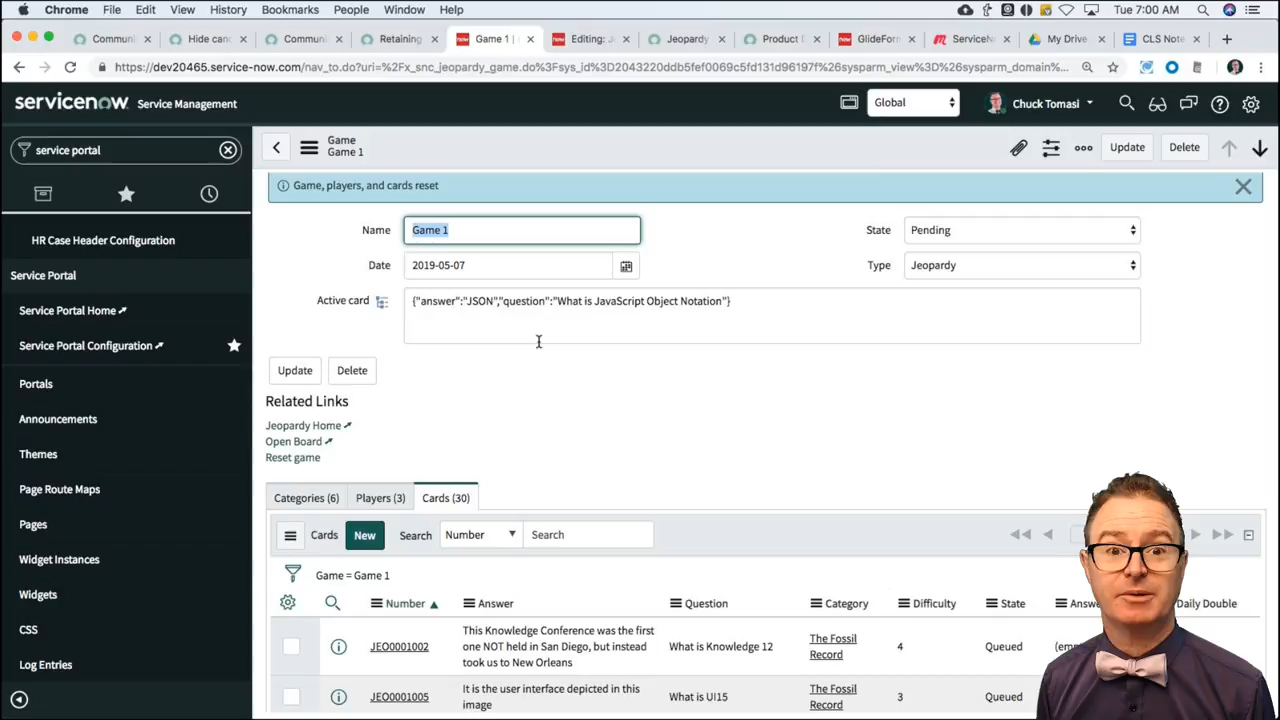 Chrome File Edit View History Bookmarks People Window Help Tue 7:00 AM
Communi Hide canc Communi Retaining Game 1 | Editing: J Jeopardy Product D GlideForm ServiceN My Drive CLS Note
https://dev20465.service-now.com/nav_to.do?uri=%2Fx_snc_jeopardy_game.do%3Fsys_id%3D2043220ddb5fef0069c5fd131d96197f%26sysparm_view%3D%26sysparm_domain%...
servicenow Service Management Global Chuck Tomasi
service portal
HR Case Header Configuration
Service Portal
Service Portal Home
Service Portal Configuration
Portals
Announcements
Themes
Page Route Maps
Pages
Widget Instances
Widgets
CSS
Log Entries
Game
Game 1
Update Delete
Game, players, and cards reset
Name Game 1 State Pending
Date 2019-05-07 Type Jeopardy
Active card {"answer":"JSON","question":"What is JavaScript Object Notation"}
Update Delete
Related Links
Jeopardy Home
Open Board
Reset game
Categories (6) Players (3) Cards (30)
Cards New Search Number Search
Game = Game 1
Number Answer Question Category Difficulty State Answ Daily Double
JEO0001002 This Knowledge Conference was the first one NOT held in San Diego, but instead took us to New Orleans What is Knowledge 12 The Fossil Record 4 Queued (em
JEO0001005 It is the user interface depicted in this image What is UI15 The Fossil Record 3 Queued